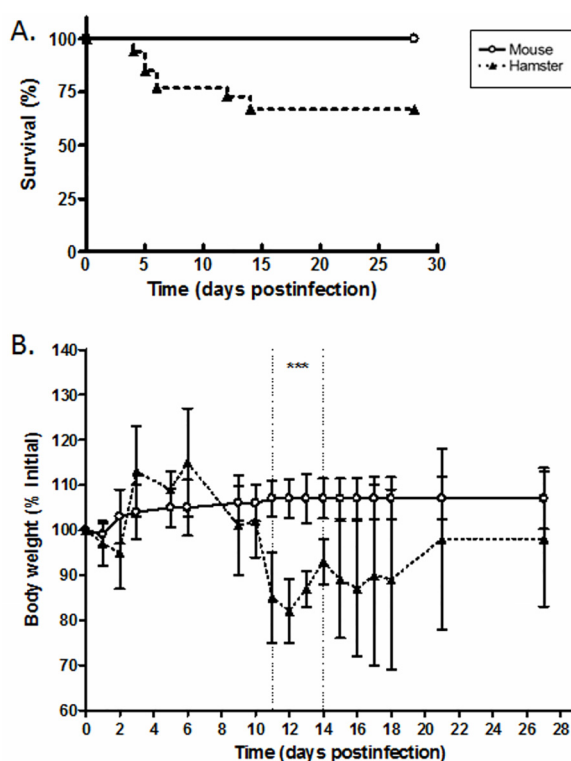 A.
Mouse
Hamster
100
75
50
25
0
Survival (%)
0 5 10 15 20 25 30
Time (days postinfection)
B.
140
130
120
110
100
90
80
70
60
Body weight (% Initial)
***
0 2 4 6 8 10 12 14 16 18 21 24 26 28
Time (days postinfection)